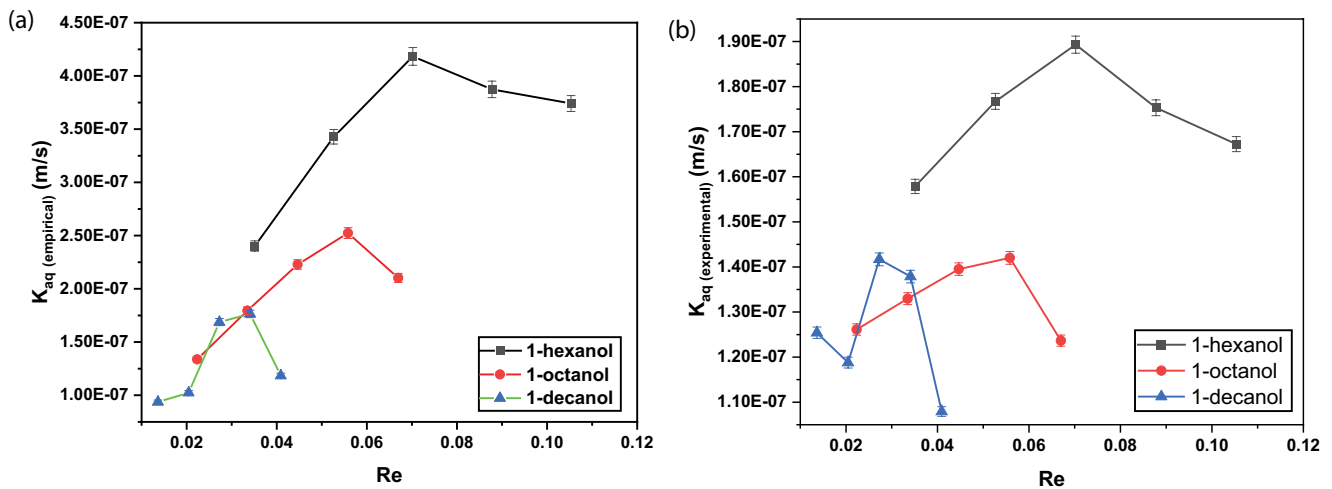 (a)
4.50E-07
4.00E-07
3.50E-07
3.00E-07
2.50E-07
2.00E-07
1.50E-07
1.00E-07
K aq (empirical) (m/s)
0.02 0.04 0.06 0.08 0.10 0.12
Re
1-hexanol
1-octanol
1-decanol
(b)
1.90E-07
1.80E-07
1.70E-07
1.60E-07
1.50E-07
1.40E-07
1.30E-07
1.20E-07
1.10E-07
K aq (experimental) (m/s)
0.02 0.04 0.06 0.08 0.10 0.12
Re
1-hexanol
1-octanol
1-decanol